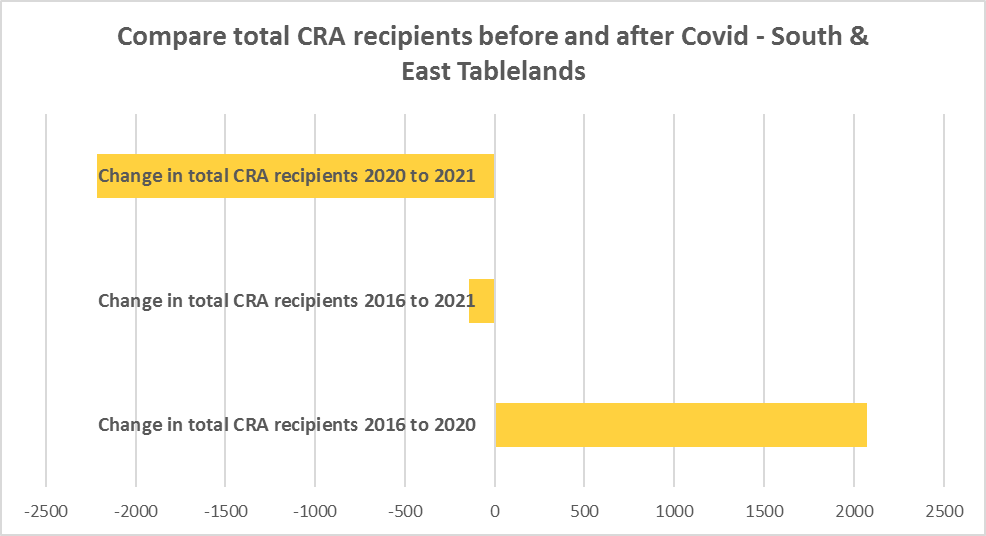 Compare total CRA recipients before and after Covid - South &
East Tablelands
Change in total CRA recipients 2020 to 2021
Change in total CRA recipients 2016 to 2021
Change in total CRA recipients 2016 to 2020
-2500 -2000 -1500 -1000 -500 0 500 1000 1500 2000 2500